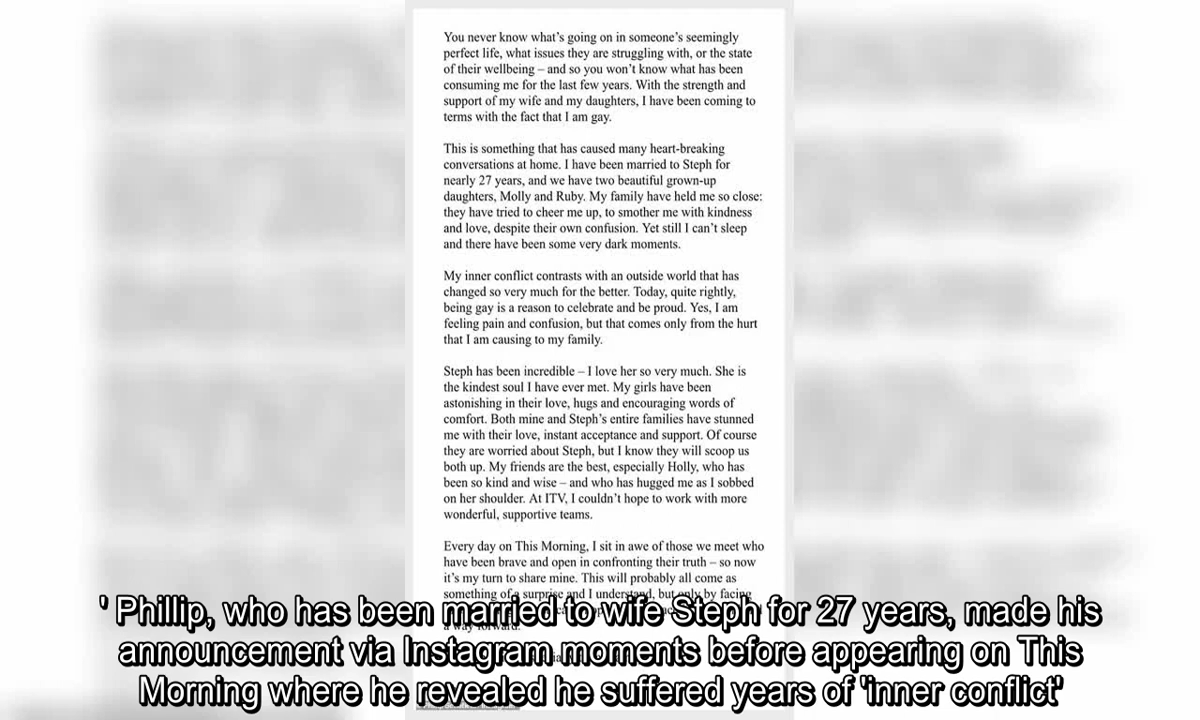 You never know what's going on in someone's seemingly
perfect life, what issues they are struggling with, or the state
of their wellbeing – and so you won't know what has been
consuming me for the last few years. With the strength and
support of my wife and my daughters, I have been coming to
terms with the fact that I am gay.
This is something that has caused many heart-breaking
conversations at home. I have been married to Steph for
nearly 27 years, and we have two beautiful grown-up
daughters, Molly and Ruby. My family have held me so close:
they have tried to cheer me up, to smother me with kindness
and love, despite their own confusion. Yet still I can't sleep
and there have been some very dark moments.
My inner conflict contrasts with an outside world that has
changed so very much for the better. Today, quite rightly,
being gay is a reason to celebrate and be proud. Yes, I am
feeling pain and confusion, but that comes only from the hurt
that I am causing to my family.
Steph has been incredible – I love her so very much. She is
the kindest soul I have ever met. My girls have been
astonishing in their love, hugs and encouraging words of
comfort. Both mine and Steph's entire families have stunned
me with their love, instant acceptance and support. Of course
they are worried about Steph, but I know they will scoop us
both up. My friends are the best, especially Holly, who has
been so kind and wise – and who has hugged me as I sobbed
on her shoulder. At ITV, I couldn't hope to work with more
wonderful, supportive teams.
Every day on This Morning, I sit in awe of those we meet who
have been brave and open in confronting their truth – so now
it's my turn to share mine. This will probably all come as
something of a surprise and I understand, but only by facing
a way forward.
' Phillip, who has been married to wife Steph for 27 years, made his
announcement via Instagram moments before appearing on This
Morning where he revealed he suffered years of 'inner conflict'